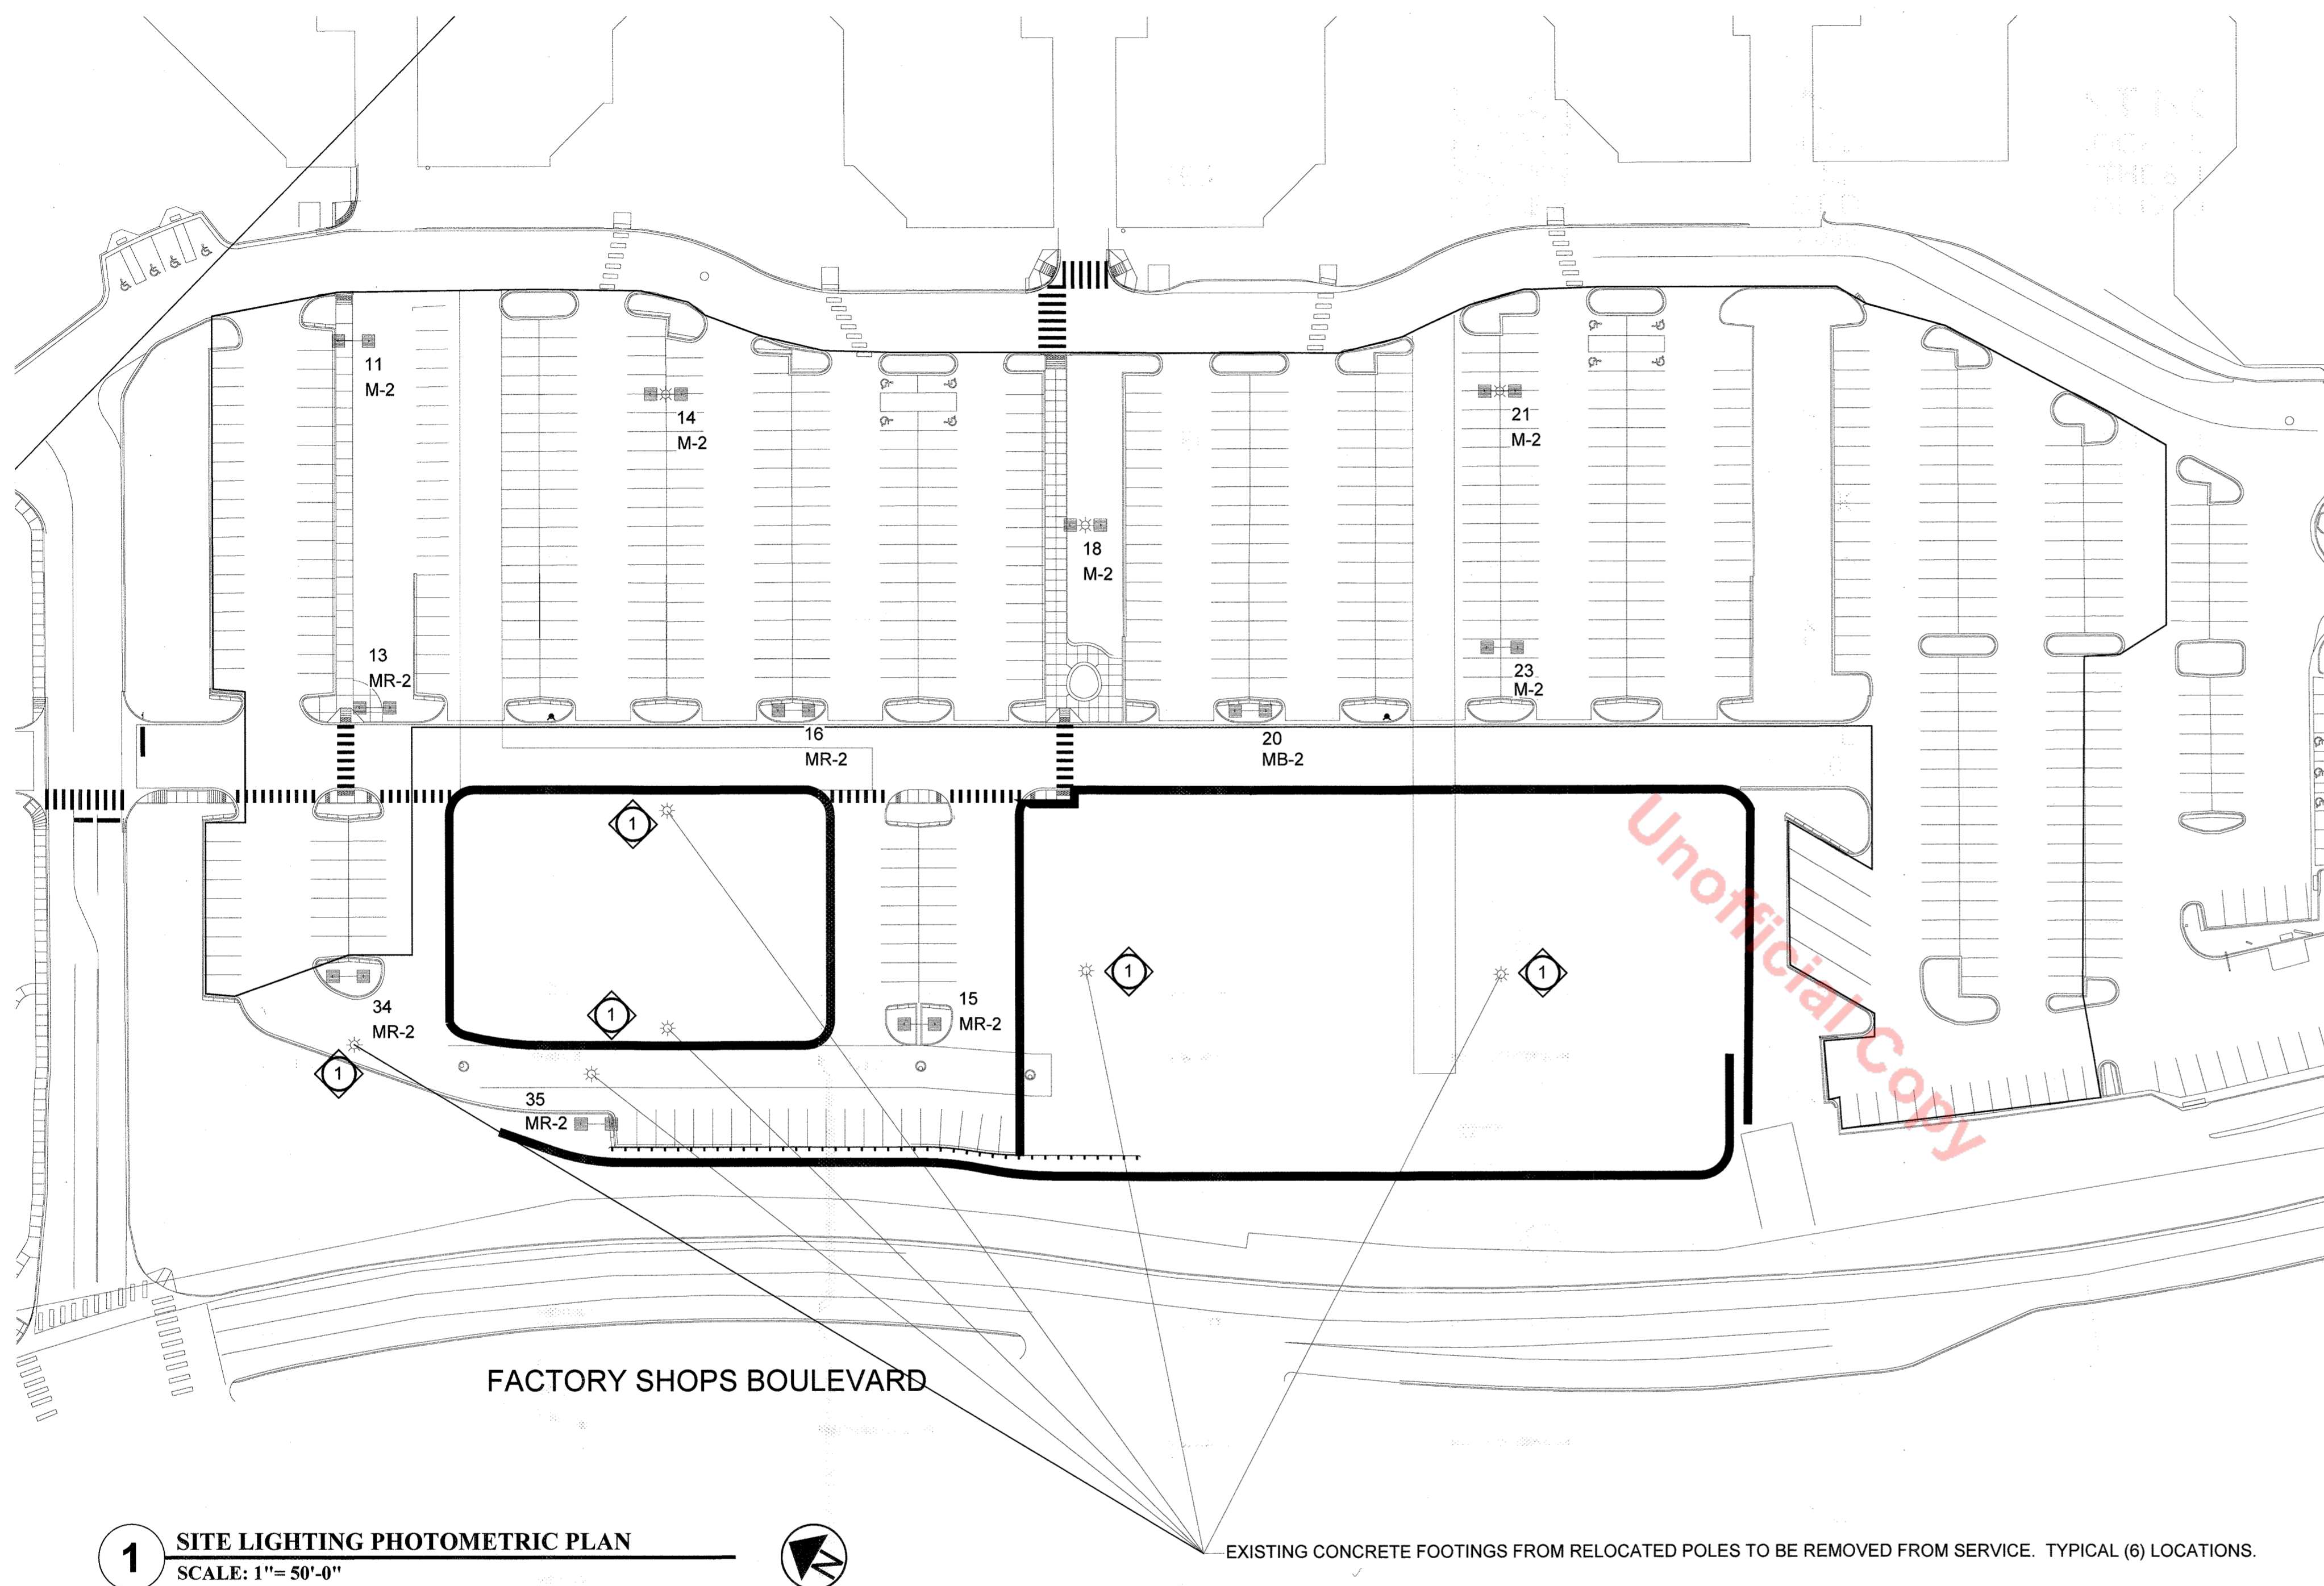 11
M-2
14
M-2
21
M-2
18
M-2
13
MR-2
23
M-2
16
MR-2
20
MB-2
1
1
1
34
MR-2
15
MR-2
1
1
35
MR-2
Unofficial Copy
FACTORY SHOPS BOULEVARD
1
SITE LIGHTING PHOTOMETRIC PLAN
SCALE: 1"= 50'-0"
N
EXISTING CONCRETE FOOTINGS FROM RELOCATED POLES TO BE REMOVED FROM SERVICE. TYPICAL (6) LOCATIONS.